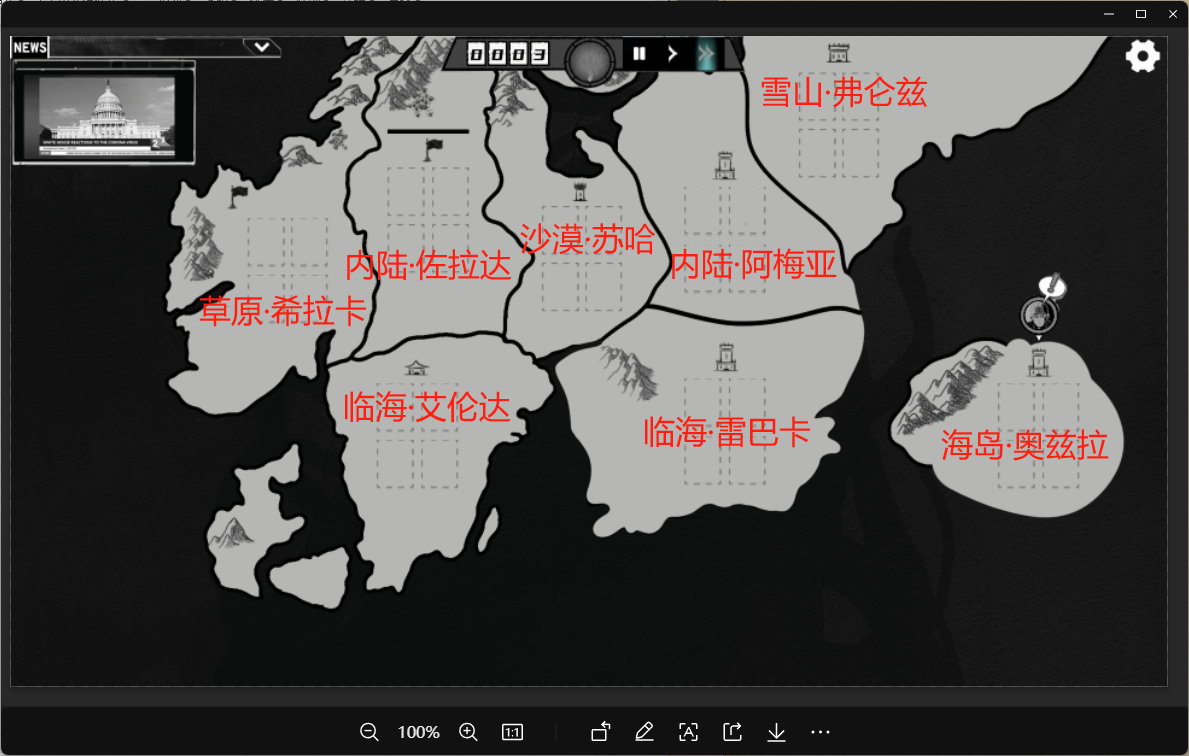 NEWS
0003
雪山·弗仑兹
WHITE HOUSE REACTIONS TO THE CORONA VIRUS
沙漠·苏哈
内陆·佐拉达
内陆·阿梅亚
草原·希拉卡
临海·艾伦达
临海·雷巴卡
海岛·奥兹拉
100%
1:1
A